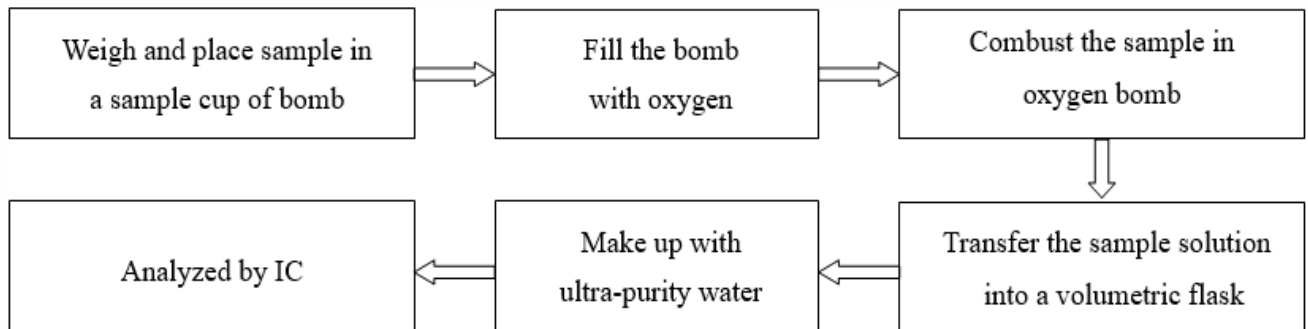 Weigh and place sample in
a sample cup of bomb
Fill the bomb
with oxygen
Combust the sample in
oxygen bomb
Transfer the sample solution
into a volumetric flask
Make up with
ultra-purity water
Analyzed by IC